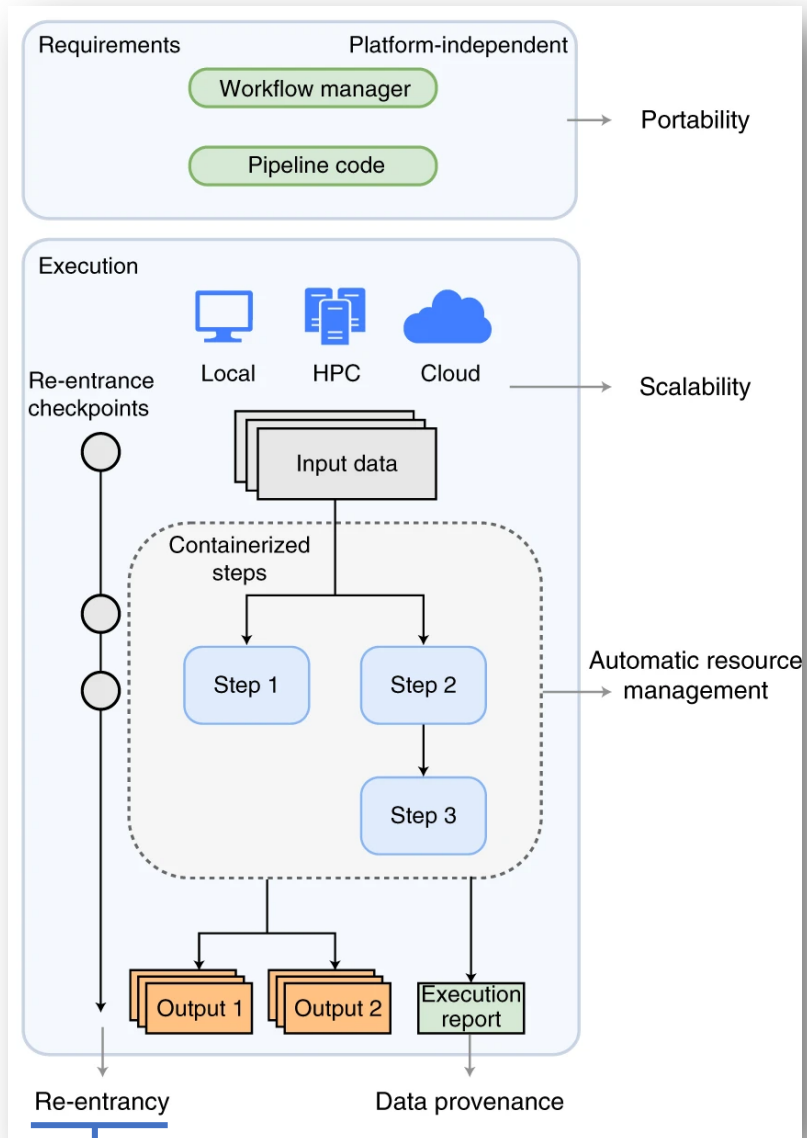 Requirements
Platform-independent
Workflow manager
Portability
Pipeline code
Execution
Local
HPC
Cloud
Re-entrance
checkpoints
Scalability
Input data
Containerized
steps
Step 1
Step 2
Automatic resource
management
Step 3
Output 1
Output 2
Execution
report
Re-entrancy
Data provenance